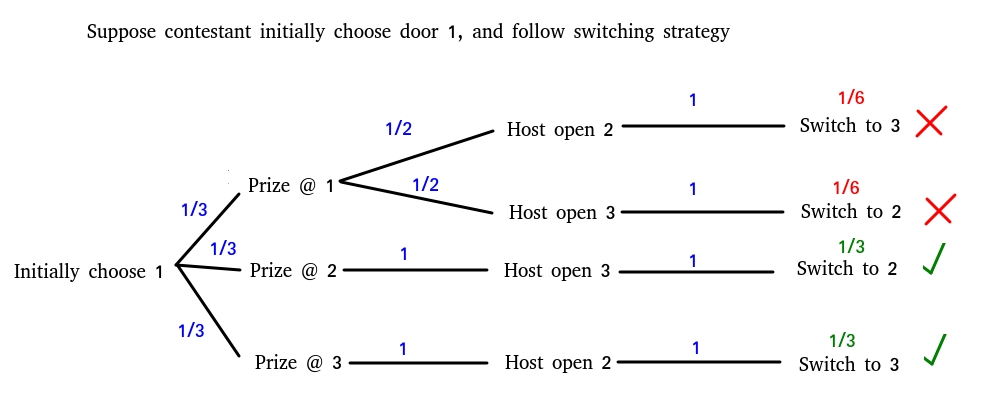 Suppose contestant initially choose door 1, and follow switching strategy
1/6
1
1/2
Host open 2
Switch to 3
1/2
1
1/6
Prize @ 1
1/3
Host open 3
Switch to 2
1/3
1
1
1/3
Initially choose 1
Prize @ 2
Host open 3
Switch to 2
1/3
1
1
1/3
Prize @ 3
Host open 2
Switch to 3